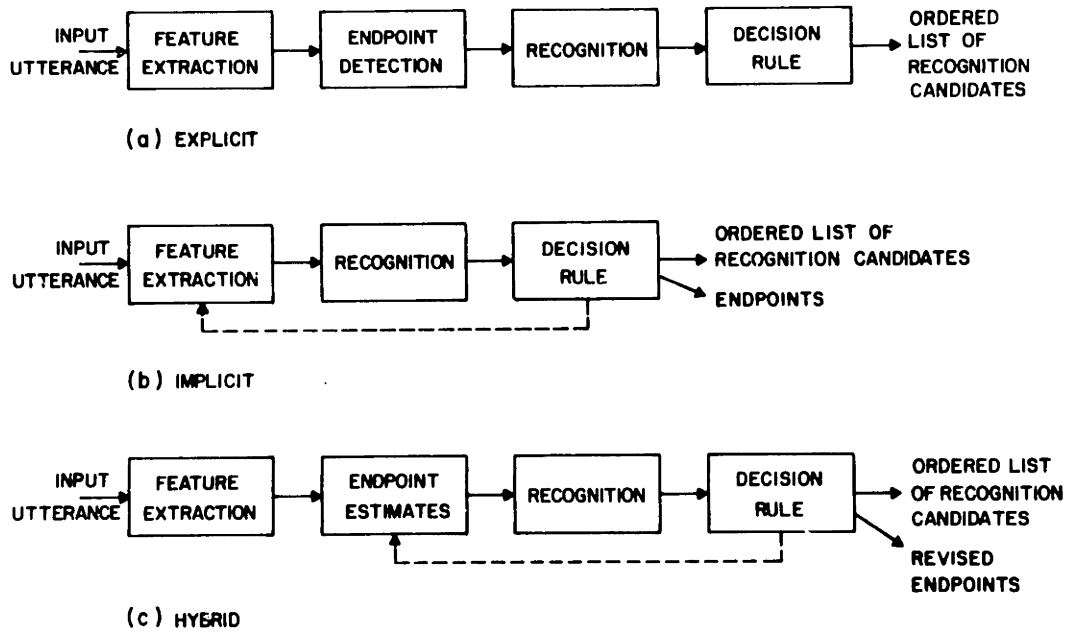 INPUT
UTTERANCE
FEATURE
EXTRACTION
ENDPOINT
DETECTION
RECOGNITION
DECISION
RULE
ORDERED
LIST OF
RECOGNITION
CANDIDATES
(a) EXPLICIT
INPUT
UTTERANCE
FEATURE
EXTRACTION
RECOGNITION
DECISION
RULE
ORDERED LIST OF
RECOGNITION CANDIDATES
ENDPOINTS
(b) IMPLICIT
INPUT
UTTERANCE
FEATURE
EXTRACTION
ENDPOINT
ESTIMATES
RECOGNITION
DECISION
RULE
ORDERED LIST
OF RECOGNITION
CANDIDATES
REVISED
ENDPOINTS
(c) HYBRID